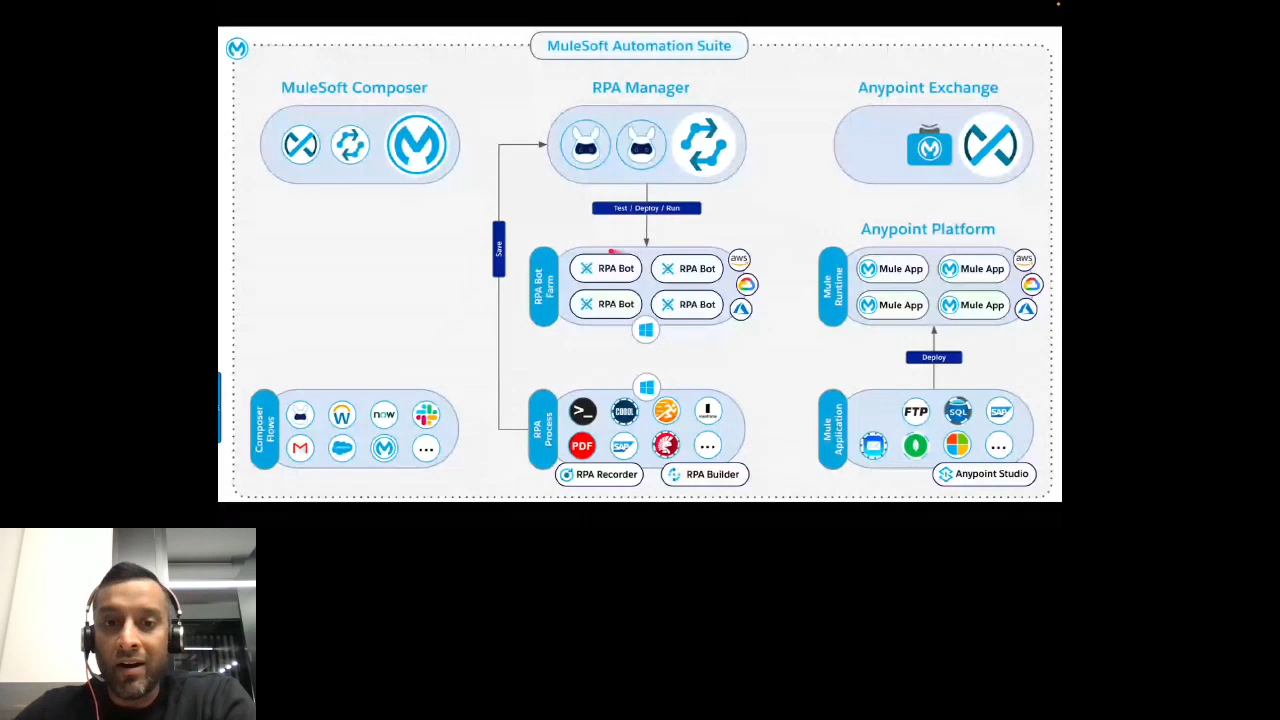 MuleSoft Automation Suite
MuleSoft Composer
RPA Manager
Anypoint Exchange
Test / Deploy / Run
Save
Anypoint Platform
RPA Bot
Farm
RPA Bot
RPA Bot
RPA Bot
RPA Bot
aws
Mule
Runtime
Mule App
Mule App
Mule App
Mule App
aws
Deploy
Composer
Flows
now
RPA
Process
>_
COBOL
PDF
SAP
...
RPA Recorder
RPA Builder
Mule
Application
FTP
SQL
SAP
...
Anypoint Studio
...